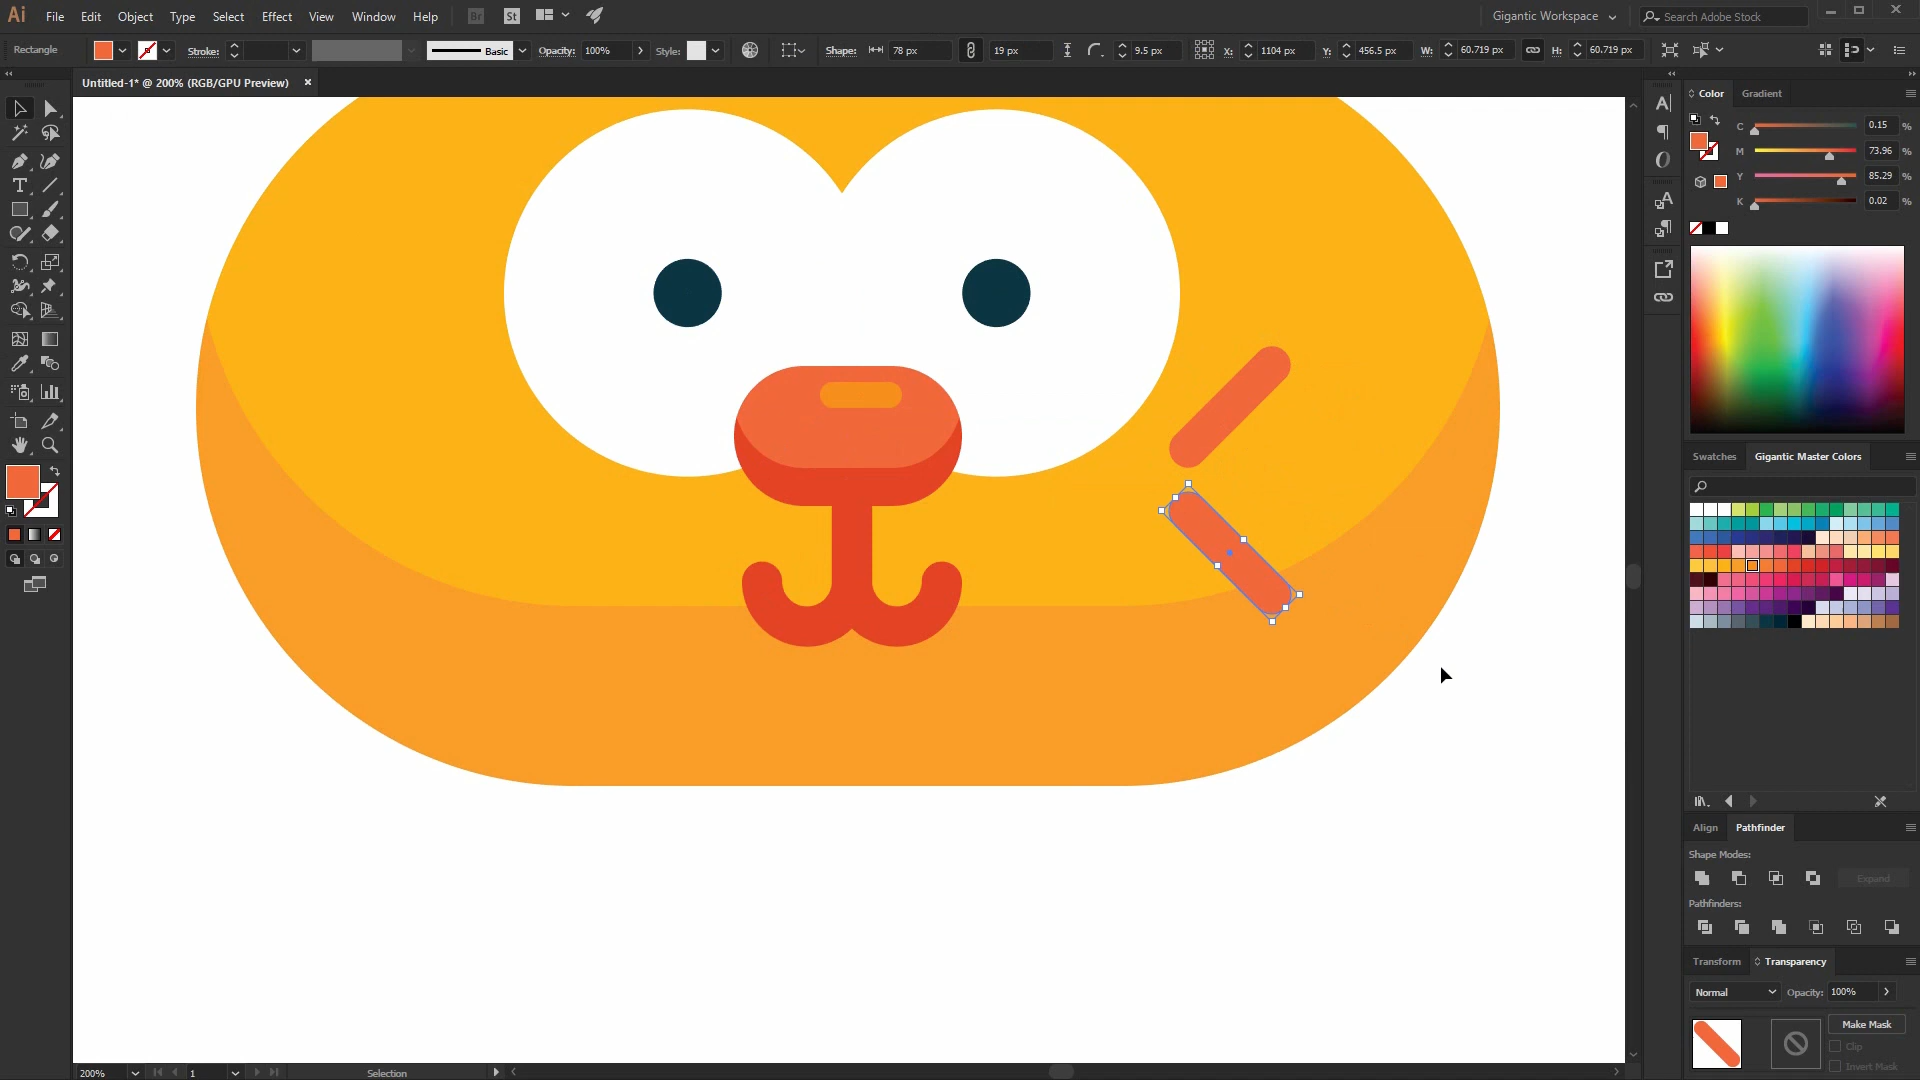 Ai File Edit Object Type Select Effect View Window Help Br St Gigantic Workspace Search Adobe Stock
Rectangle Stroke: Basic Opacity: 100% Style: Shape: 78 px 19 px 9.5 px X: 1104 px Y: 456.5 px W: 60.719 px H: 60.719 px
Untitled-1* @ 200% (RGB/GPU Preview) ×
Color Gradient
C 0.15 %
M 73.96 %
Y 85.29 %
K 0.02 %
Swatches Gigantic Master Colors
Align Pathfinder
Shape Modes:
Expand
Pathfinders:
Transform Transparency
Normal Opacity: 100%
Make Mask
Clip
Invert Mask
200% 1 Selection